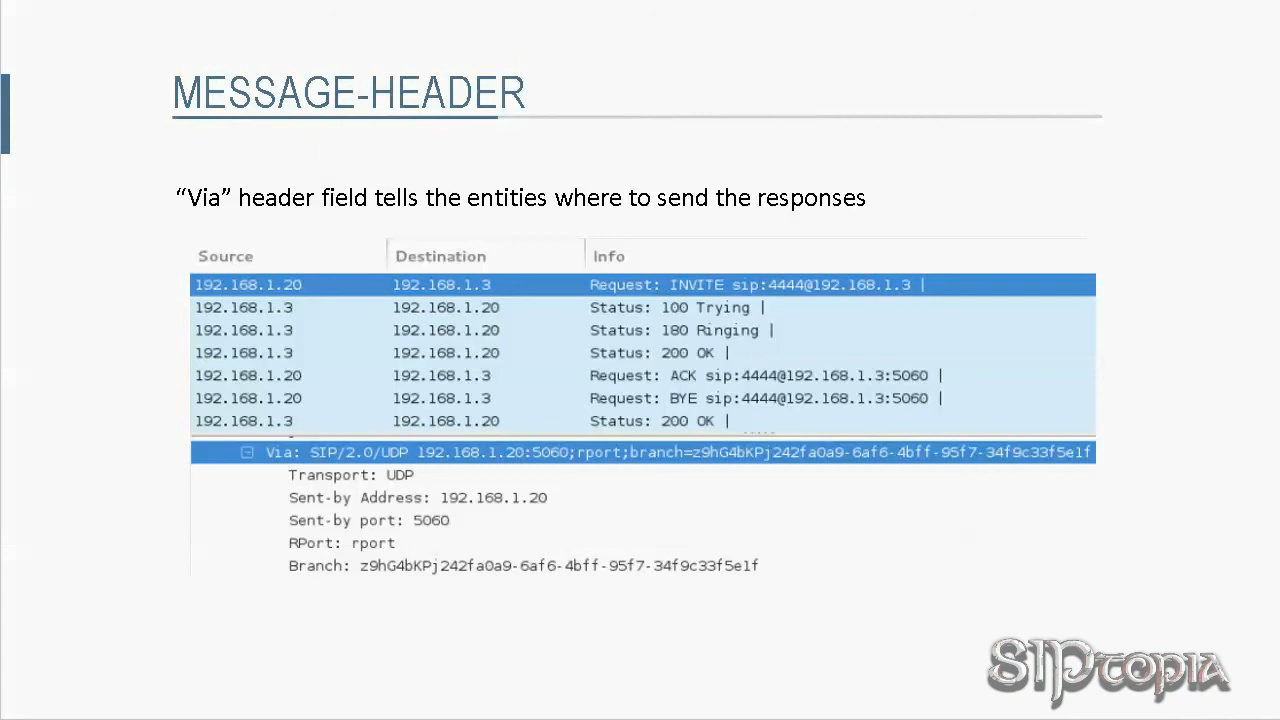 MESSAGE-HEADER
“Via” header field tells the entities where to send the responses
Source Destination Info
192.168.1.20 192.168.1.3 Request: INVITE sip:4444@192.168.1.3 |
192.168.1.3 192.168.1.20 Status: 100 Trying |
192.168.1.3 192.168.1.20 Status: 180 Ringing |
192.168.1.3 192.168.1.20 Status: 200 OK |
192.168.1.20 192.168.1.3 Request: ACK sip:4444@192.168.1.3:5060 |
192.168.1.20 192.168.1.3 Request: BYE sip:4444@192.168.1.3:5060 |
192.168.1.3 192.168.1.20 Status: 200 OK |
Via: SIP/2.0/UDP 192.168.1.20:5060;rport;branch=z9hG4bKPj242fa0a9-6af6-4bff-95f7-34f9c33f5e1f
Transport: UDP
Sent-by Address: 192.168.1.20
Sent-by port: 5060
RPort: rport
Branch: z9hG4bKPj242fa0a9-6af6-4bff-95f7-34f9c33f5e1f
SIPtopia